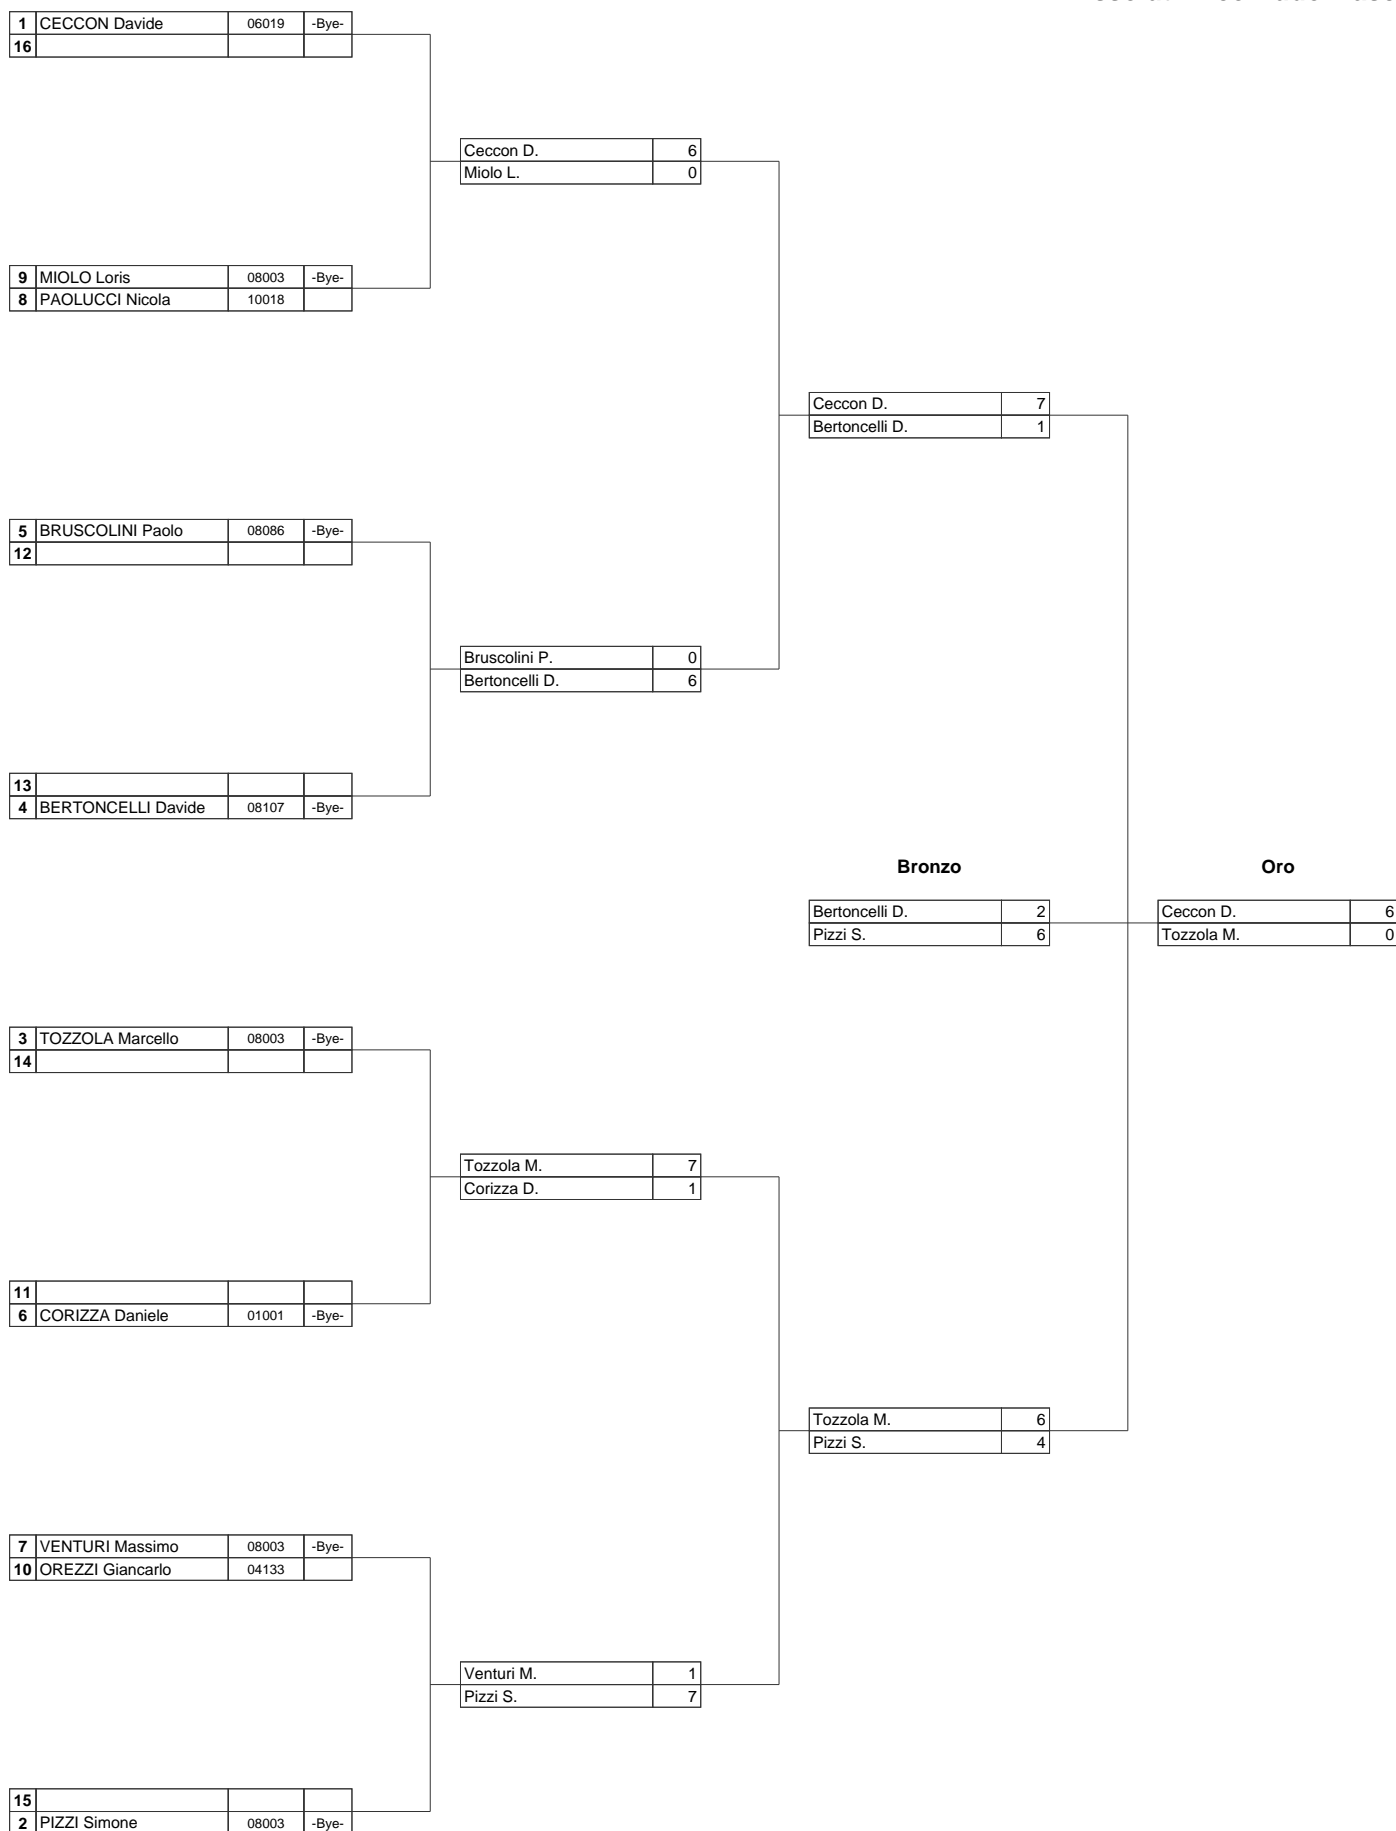 1 CECCON Davide 06019 -Bye-
16
Ceccon D. 6
Miolo L. 0
9 MIOLO Loris 08003 -Bye-
8 PAOLUCCI Nicola 10018
Ceccon D. 7
Bertoncelli D. 1
5 BRUSCOLINI Paolo 08086 -Bye-
12
Bruscolini P. 0
Bertoncelli D. 6
13
4 BERTONCELLI Davide 08107 -Bye-
Bronzo Oro
Bertoncelli D. 2 Ceccon D. 6
Pizzi S. 6 Tozzola M. 0
3 TOZZOLA Marcello 08003 -Bye-
14
Tozzola M. 7
Corizza D. 1
11
6 CORIZZA Daniele 01001 -Bye-
Tozzola M. 6
Pizzi S. 4
7 VENTURI Massimo 08003 -Bye-
10 OREZZI Giancarlo 04133
Venturi M. 1
Pizzi S. 7
15
2 PIZZI Simone 08003 -Bye-